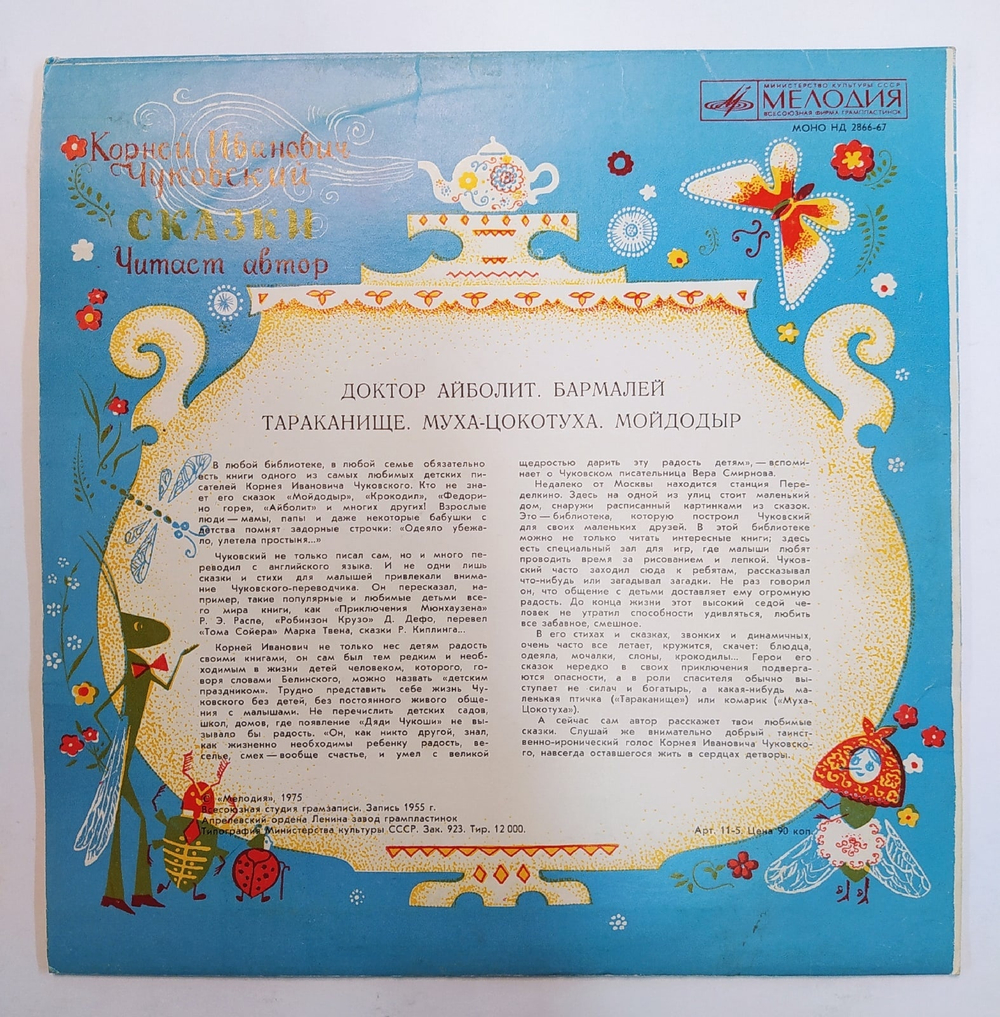 Корней Иванович
Чуковский
СКАЗКИ
Читает автор
МИНИСТЕРСТВО КУЛЬТУРЫ СССР
МЕЛОДИЯ
ВСЕСОЮЗНАЯ ФИРМА ГРАМПЛАСТИНОК
МОНО НД 2866-67
ДОКТОР АЙБОЛИТ. БАРМАЛЕЙ
ТАРАКАНИЩЕ. МУХА-ЦОКОТУХА. МОЙДОДЫР
В любой библиотеке, в любой семье обязательно
есть книги одного из самых любимых детских пи-
сателей Корнея Ивановича Чуковского. Кто не зна-
ет его сказок «Мойдодыр», «Крокодил», «Федори-
но горе», «Айболит» и многих других! Взрослые
люди — мамы, папы и даже некоторые бабушки с
детства помнят задорные строчки: «Одеяло убежа-
ло, улетела простыня...»
Чуковский не только писал сам, но и много пе-
реводил с английского языка. И не одни лишь
сказки и стихи для малышей привлекали внима-
ние Чуковского-переводчика. Он пересказал, на-
пример, такие популярные и любимые детьми все-
го мира книги, как «Приключения Мюнхаузена»
Р. Э. Распе, «Робинзон Крузо» Д. Дефо, перевел
«Тома Сойера» Марка Твена, сказки Р. Киплинга...
Корней Иванович не только нес детям радость
своими книгами, он сам был тем редким и необ-
ходимым в жизни детей человеком, которого, го-
воря словами Белинского, можно назвать «детским
праздником». Трудно представить себе жизнь Чу-
ковского без детей, без постоянного живого обще-
ния с малышами. Не перечислить детских садов,
школ, домов, где появление «Дяди Чукоши» не вы-
зывало бы радость. «Он, как никто другой, знал,
как жизненно необходимы ребенку радость, ве-
селье, смех — вообще счастье, и умел с великой
щедростью дарить эту радость детям», — вспоми-
нает о Чуковском писательница Вера Смирнова.
Недалеко от Москвы находится станция Пере-
делкино. Здесь на одной из улиц стоит маленький
дом, снаружи расписанный картинками из сказок.
Это — библиотека, которую построил Чуковский
для своих маленьких друзей. В этой библиотеке
можно не только читать интересные книги; здесь
есть специальный зал для игр, где малыши любят
проводить время за рисованием и лепкой. Чуков-
ский часто заходил сюда к ребятам, рассказывал
что-нибудь или загадывал загадки. Не раз говорил
он, что общение с детьми доставляет ему огромную
радость. До конца жизни этот высокий седой че-
ловек не утратил способности удивляться, любить
все забавное, смешное.
В его стихах и сказках, звонких и динамичных,
очень часто все летает, кружится, скачет: блюдца,
одеяла, мочалки, слоны, крокодилы... Герои его
сказок нередко в своих приключения подверга-
ются опасности, а в роли спасителя обычно вы-
ступает не силач и богатырь, а какая-нибудь ма-
ленькая птичка («Тараканище») или комарик («Муха-
Цокотуха»).
А сейчас сам автор расскажет твои любимые
сказки. Слушай же внимательно добрый таинст-
венно-иронический голос Корнея Ивановича Чуковско-
го, навсегда оставшегося жить в сердцах детворы.
© «Мелодия», 1975
Всесоюзная студия грамзаписи. Запись 1955 г.
Апрелевский ордена Ленина завод грампластинок
Типография Министерства культуры СССР. Зак. 923. Тир. 12 000.
Арт. 11-5. Цена 90 коп.